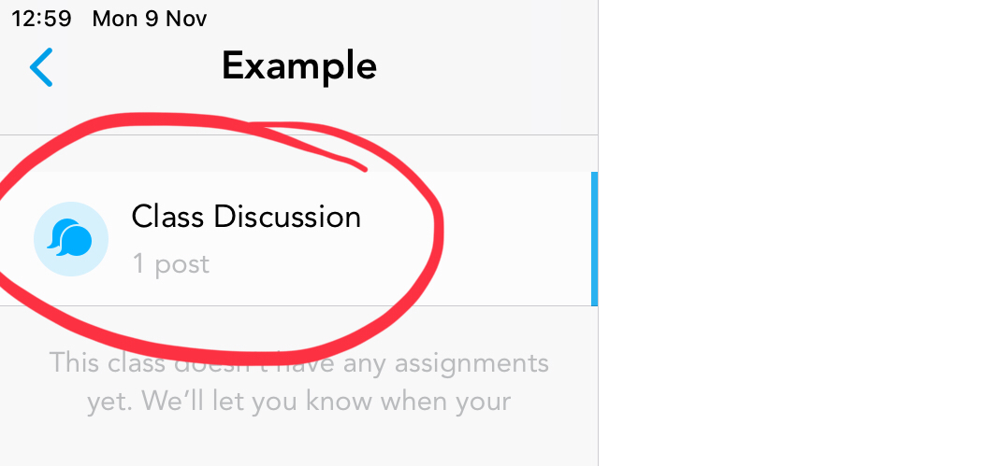 12:59 Mon 9 Nov
Example
Class Discussion
1 post
This class doesn't have any assignments
yet. We'll let you know when your